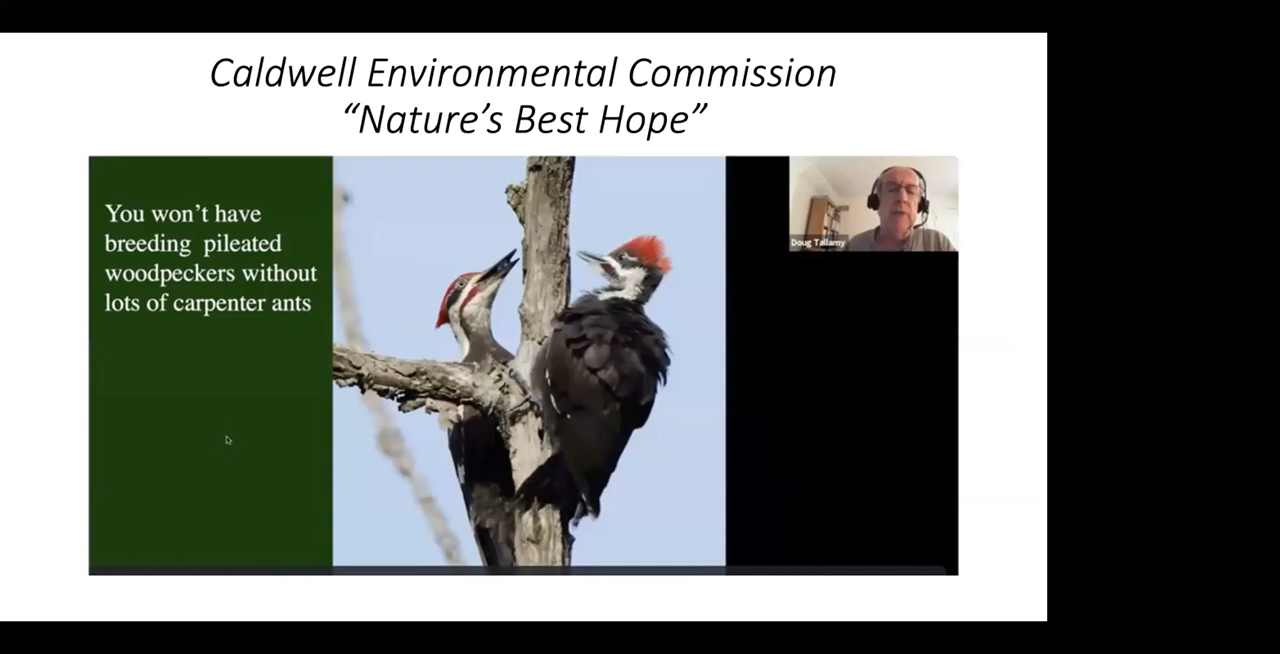 Caldwell Environmental Commission
“Nature’s Best Hope”
You won’t have
breeding  pileated
woodpeckers without
lots of carpenter ants
Doug Tallamy